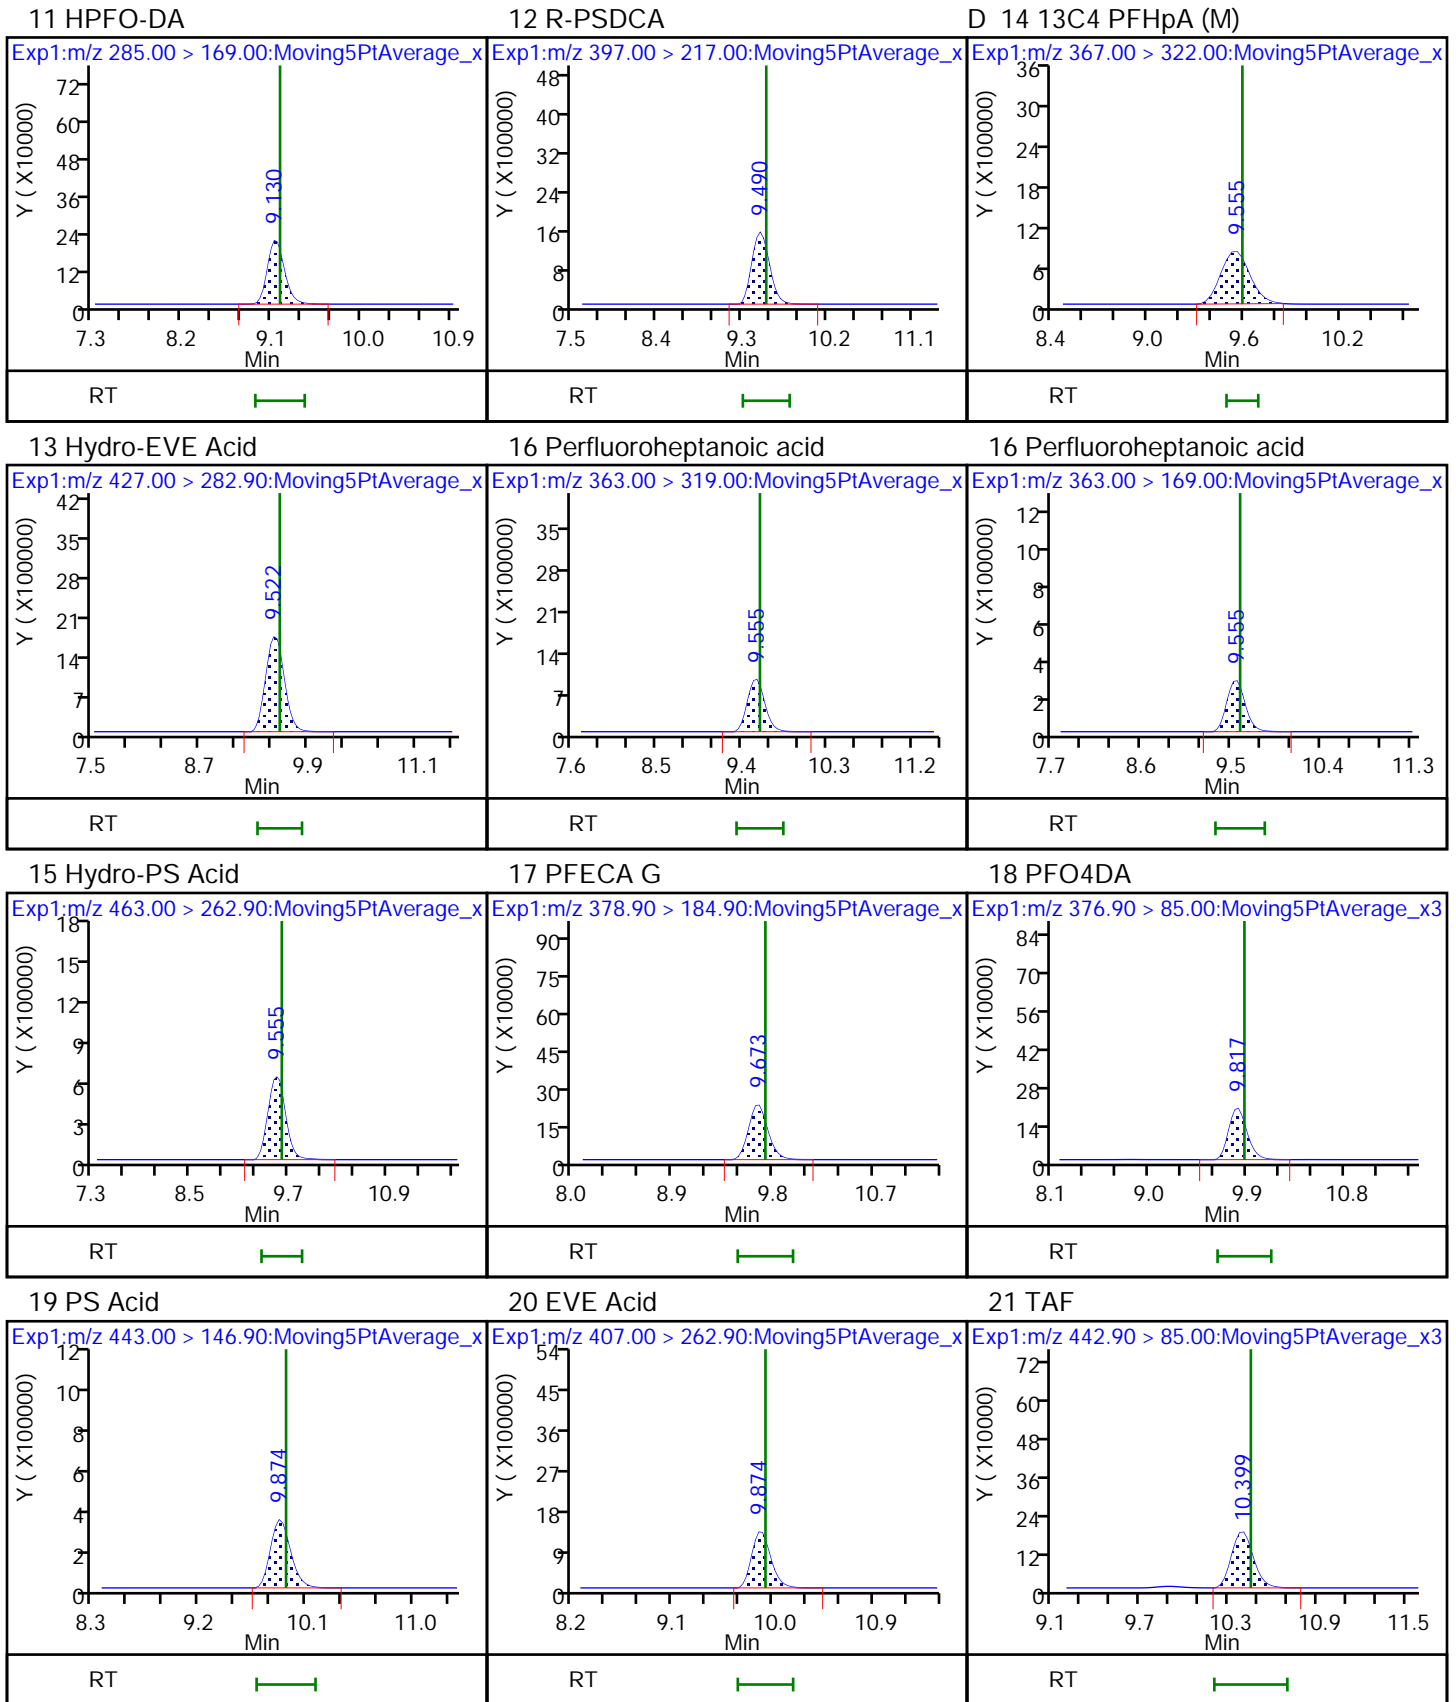 11 HPFO-DA
Exp1:m/z 285.00 > 169.00:Moving5PtAverage_x
Y ( X100000)
72
60
48
36
24
12
0
9.130
7.3 8.2 9.1 10.0 10.9
Min
RT
12 R-PSDCA
Exp1:m/z 397.00 > 217.00:Moving5PtAverage_x
Y ( X100000)
48
40
32
24
16
8
0
9.490
7.5 8.4 9.3 10.2 11.1
Min
RT
D 14 13C4 PFHpA (M)
Exp1:m/z 367.00 > 322.00:Moving5PtAverage_x
Y ( X100000)
36
30
24
18
12
6
0
9.555
8.4 9.0 9.6 10.2
Min
RT
13 Hydro-EVE Acid
Exp1:m/z 427.00 > 282.90:Moving5PtAverage_x
Y ( X100000)
42
35
28
21
14
7
0
9.522
7.5 8.7 9.9 11.1
Min
RT
16 Perfluoroheptanoic acid
Exp1:m/z 363.00 > 319.00:Moving5PtAverage_x
Y ( X100000)
35
28
21
14
7
0
9.555
7.6 8.5 9.4 10.3 11.2
Min
RT
16 Perfluoroheptanoic acid
Exp1:m/z 363.00 > 169.00:Moving5PtAverage_x
Y ( X100000)
12
10
8
6
4
2
0
9.555
7.7 8.6 9.5 10.4 11.3
Min
RT
15 Hydro-PS Acid
Exp1:m/z 463.00 > 262.90:Moving5PtAverage_x
Y ( X100000)
18
15
12
9
6
3
0
9.555
7.3 8.5 9.7 10.9
Min
RT
17 PFECA G
Exp1:m/z 378.90 > 184.90:Moving5PtAverage_x
Y ( X10000)
90
75
60
45
30
15
0
9.673
8.0 8.9 9.8 10.7
Min
RT
18 PFO4DA
Exp1:m/z 376.90 > 85.00:Moving5PtAverage_x3
Y ( X10000)
84
70
56
42
28
14
0
9.817
8.1 9.0 9.9 10.8
Min
RT
19 PS Acid
Exp1:m/z 443.00 > 146.90:Moving5PtAverage_x
Y ( X100000)
12
10
8
6
4
2
0
9.874
8.3 9.2 10.1 11.0
Min
RT
20 EVE Acid
Exp1:m/z 407.00 > 262.90:Moving5PtAverage_x
Y ( X100000)
54
45
36
27
18
9
0
9.874
8.2 9.1 10.0 10.9
Min
RT
21 TAF
Exp1:m/z 442.90 > 85.00:Moving5PtAverage_x3
Y ( X10000)
72
60
48
36
24
12
0
10.399
9.1 9.7 10.3 10.9 11.5
Min
RT